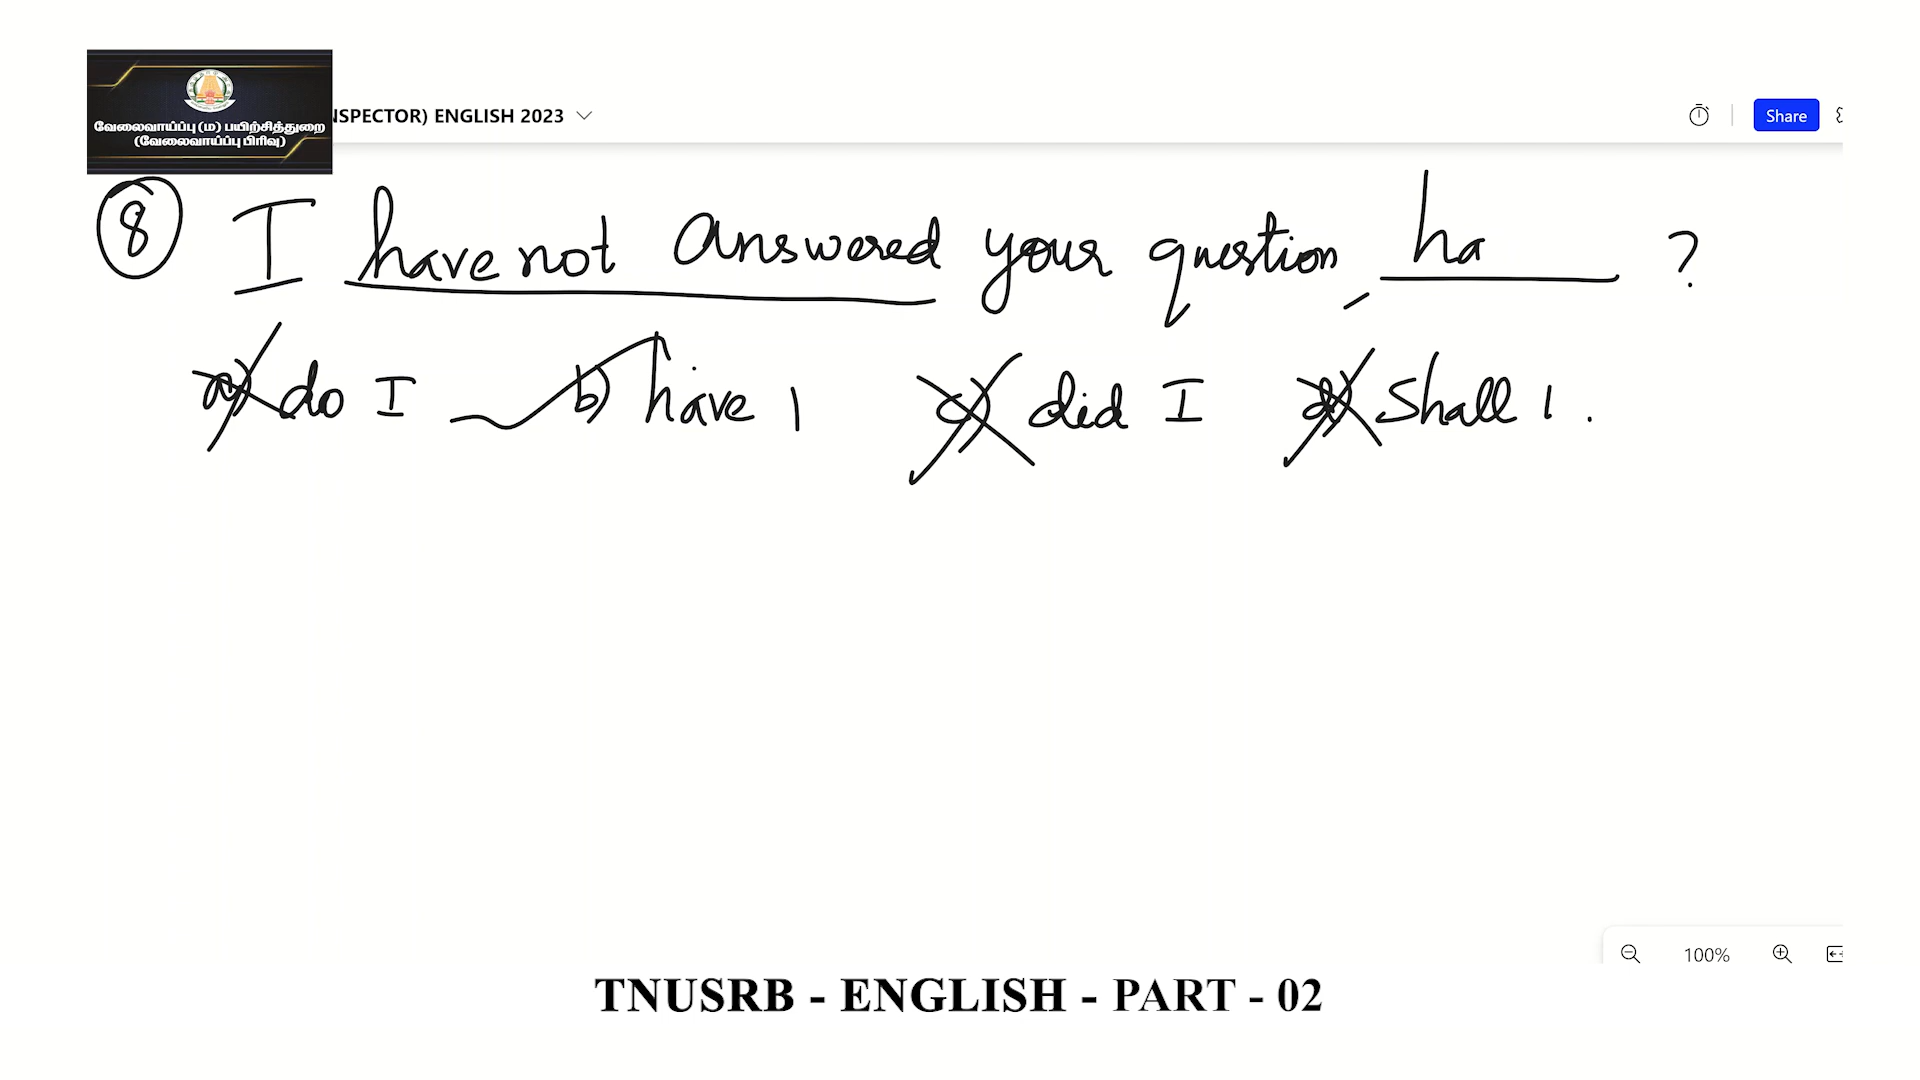 வேலைவாய்ப்பு (ம) பயிற்சித்துறை
(வேலைவாய்ப்பு பிரிவு)
NSPECTOR) ENGLISH 2023
Share
8 I have not answered your question, ha ?
a) do I b) have I c) did I d) shall I.
100%
TNUSRB - ENGLISH - PART - 02